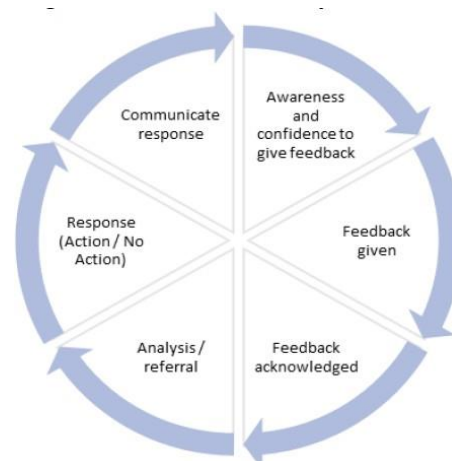 Awareness
and
confidence to
give feedback
Feedback
given
Feedback
acknowledged
Analysis /
referral
Response
(Action / No
Action)
Communicate
response